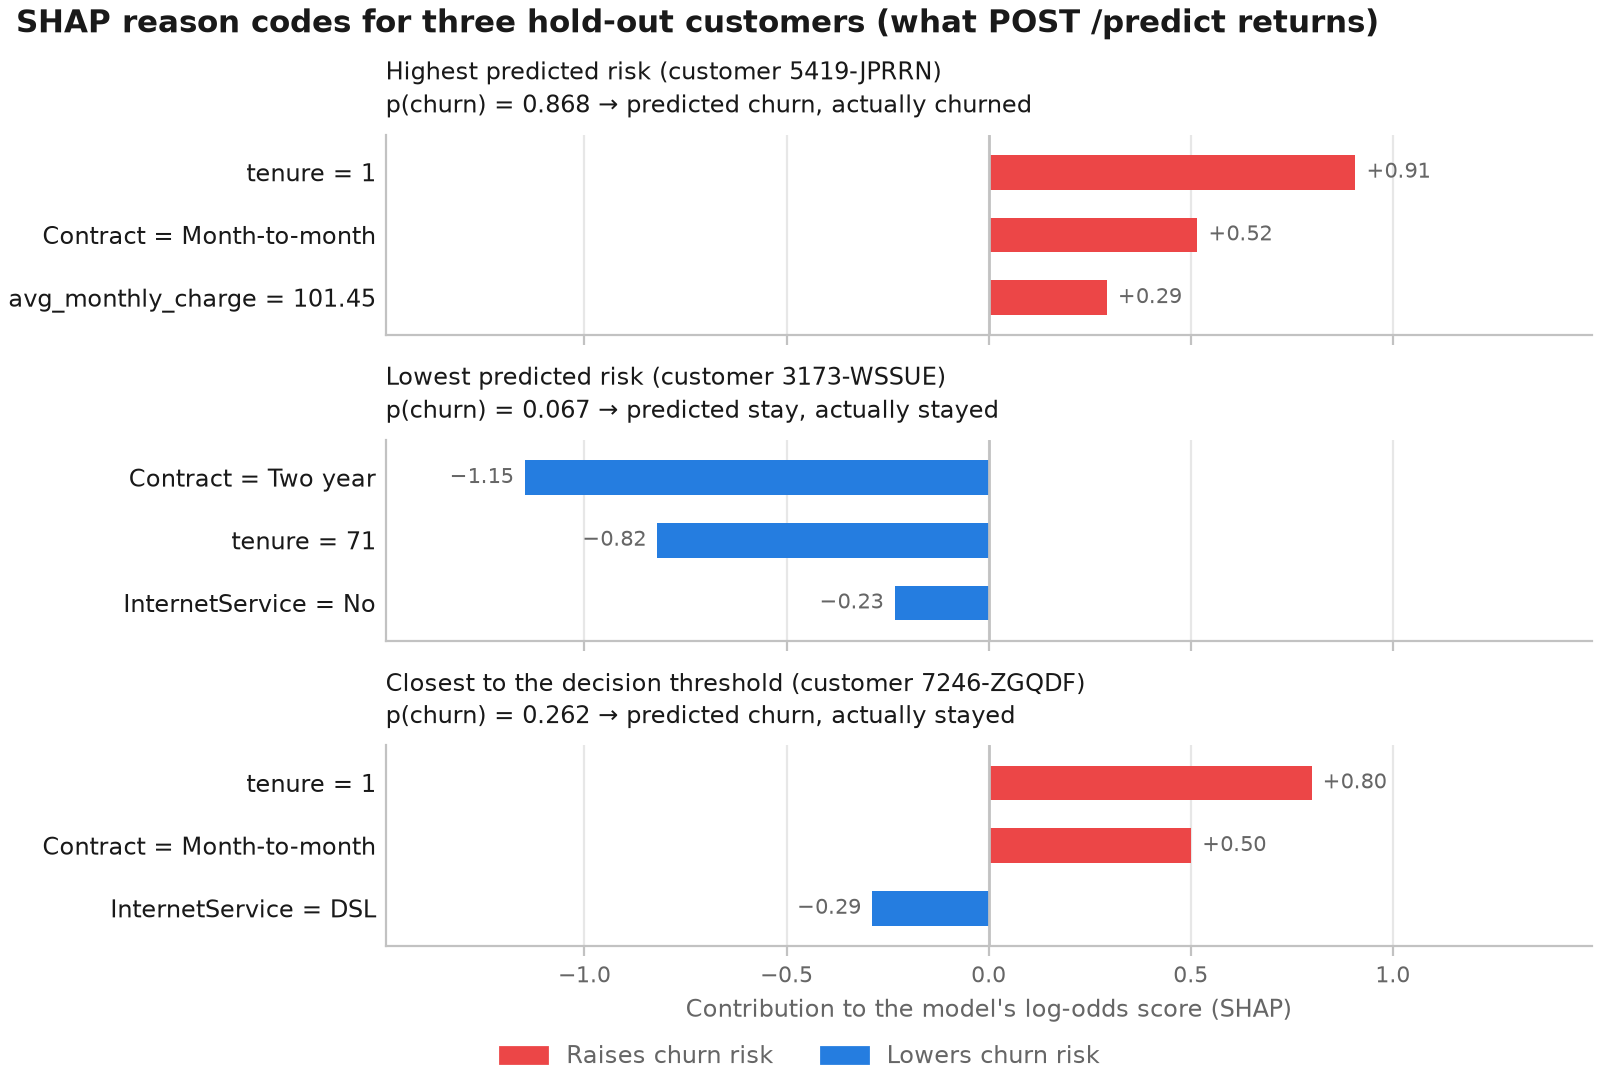 SHAP reason codes for three hold-out customers (what POST /predict returns)
Highest predicted risk (customer 5419-JPRRN)
p(churn) = 0.868 → predicted churn, actually churned
tenure = 1
+0.91
Contract = Month-to-month
+0.52
avg_monthly_charge = 101.45
+0.29
Lowest predicted risk (customer 3173-WSSUE)
p(churn) = 0.067 → predicted stay, actually stayed
Contract = Two year
−1.15
tenure = 71
−0.82
InternetService = No
−0.23
Closest to the decision threshold (customer 7246-ZGQDF)
p(churn) = 0.262 → predicted churn, actually stayed
tenure = 1
+0.80
Contract = Month-to-month
+0.50
InternetService = DSL
−0.29
−1.0 −0.5 0.0 0.5 1.0
Contribution to the model's log-odds score (SHAP)
Raises churn risk Lowers churn risk